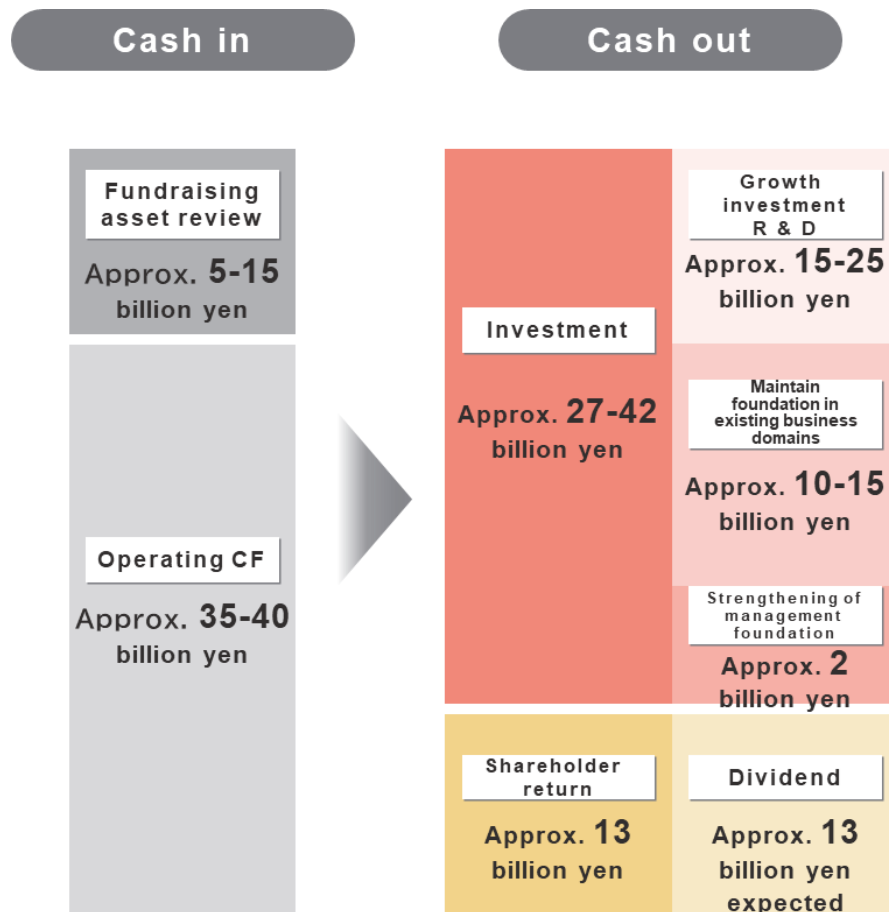 Cash in
Cash out
Fundraising
asset review
Approx. 5-15
billion yen
Operating CF
Approx. 35-40
billion yen
Investment
Approx. 27-42
billion yen
Growth
investment
R & D
Approx. 15-25
billion yen
Maintain
foundation in
existing business
domains
Approx. 10-15
billion yen
Strengthening of
management
foundation
Approx. 2
billion yen
Shareholder
return
Approx. 13
billion yen
Dividend
Approx. 13
billion yen
expected